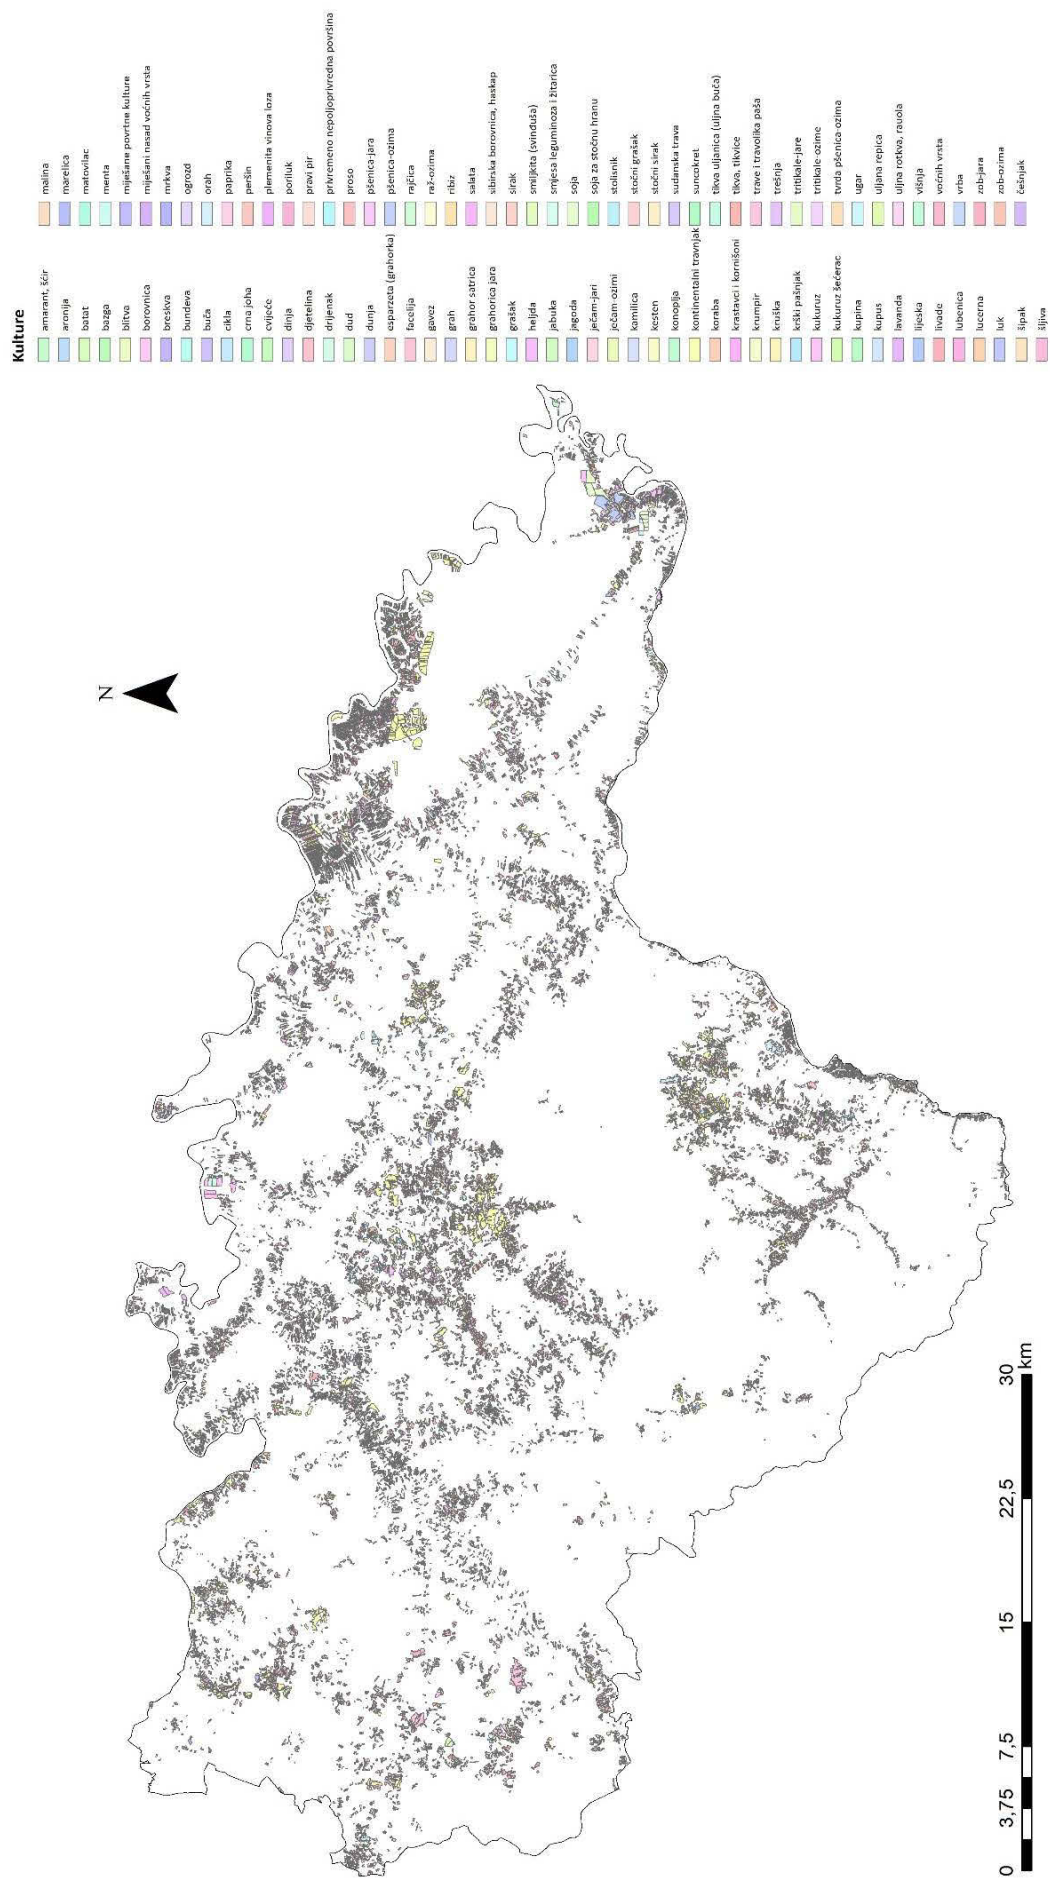 Kulture
amarant, šćir
aronija
batat
bazga
blitva
borovnica
breskva
bundeva
buča
cikla
crna joha
cvijeće
dinja
djetelina
drijenak
dud
dunja
esparzeta (grahorka)
facelija
gavez
grah
grahor satrica
grahorica jara
grašak
heljda
jabuka
jagoda
ječam-jari
ječam-ozimi
kamilica
kesten
konoplja
kontinentalni travnjak
koraba
krastavci i kornišoni
krumpir
kruška
krški pašnjak
kukuruz
kukuruz šećerac
kupina
kupus
lavanda
lijeska
livade
lubenica
lucerna
luk
šipak
šljiva
malina
marelica
matovilac
menta
miješane povrtne kulture
miješani nasad voćnih vrsta
mrkva
ogrozd
orah
paprika
peršin
plemenita vinova loza
poriluk
pravi pir
privremeno nepoljoprivredna površina
proso
pšenica-jara
pšenica-ozima
rajčica
raž-ozima
ribiz
salata
sibirska borovnica, haskap
sirak
smiljkita (svinđuša)
smjesa leguminoza i žitarica
soja
soja za stočnu hranu
stolisnik
stočni grašak
stočni sirak
sudanska trava
suncokret
tikva uljanica (uljna buča)
tikva, tikvice
trave i travolika paša
trešnja
tritikale-jare
tritikale-ozime
tvrda pšenica-ozima
ugar
uljana repica
uljna rotkva, rauola
višnja
voćnih vrsta
vrba
zob-jara
zob-ozima
češnjak
N
0 3,75 7,5 15 22,5 30
km